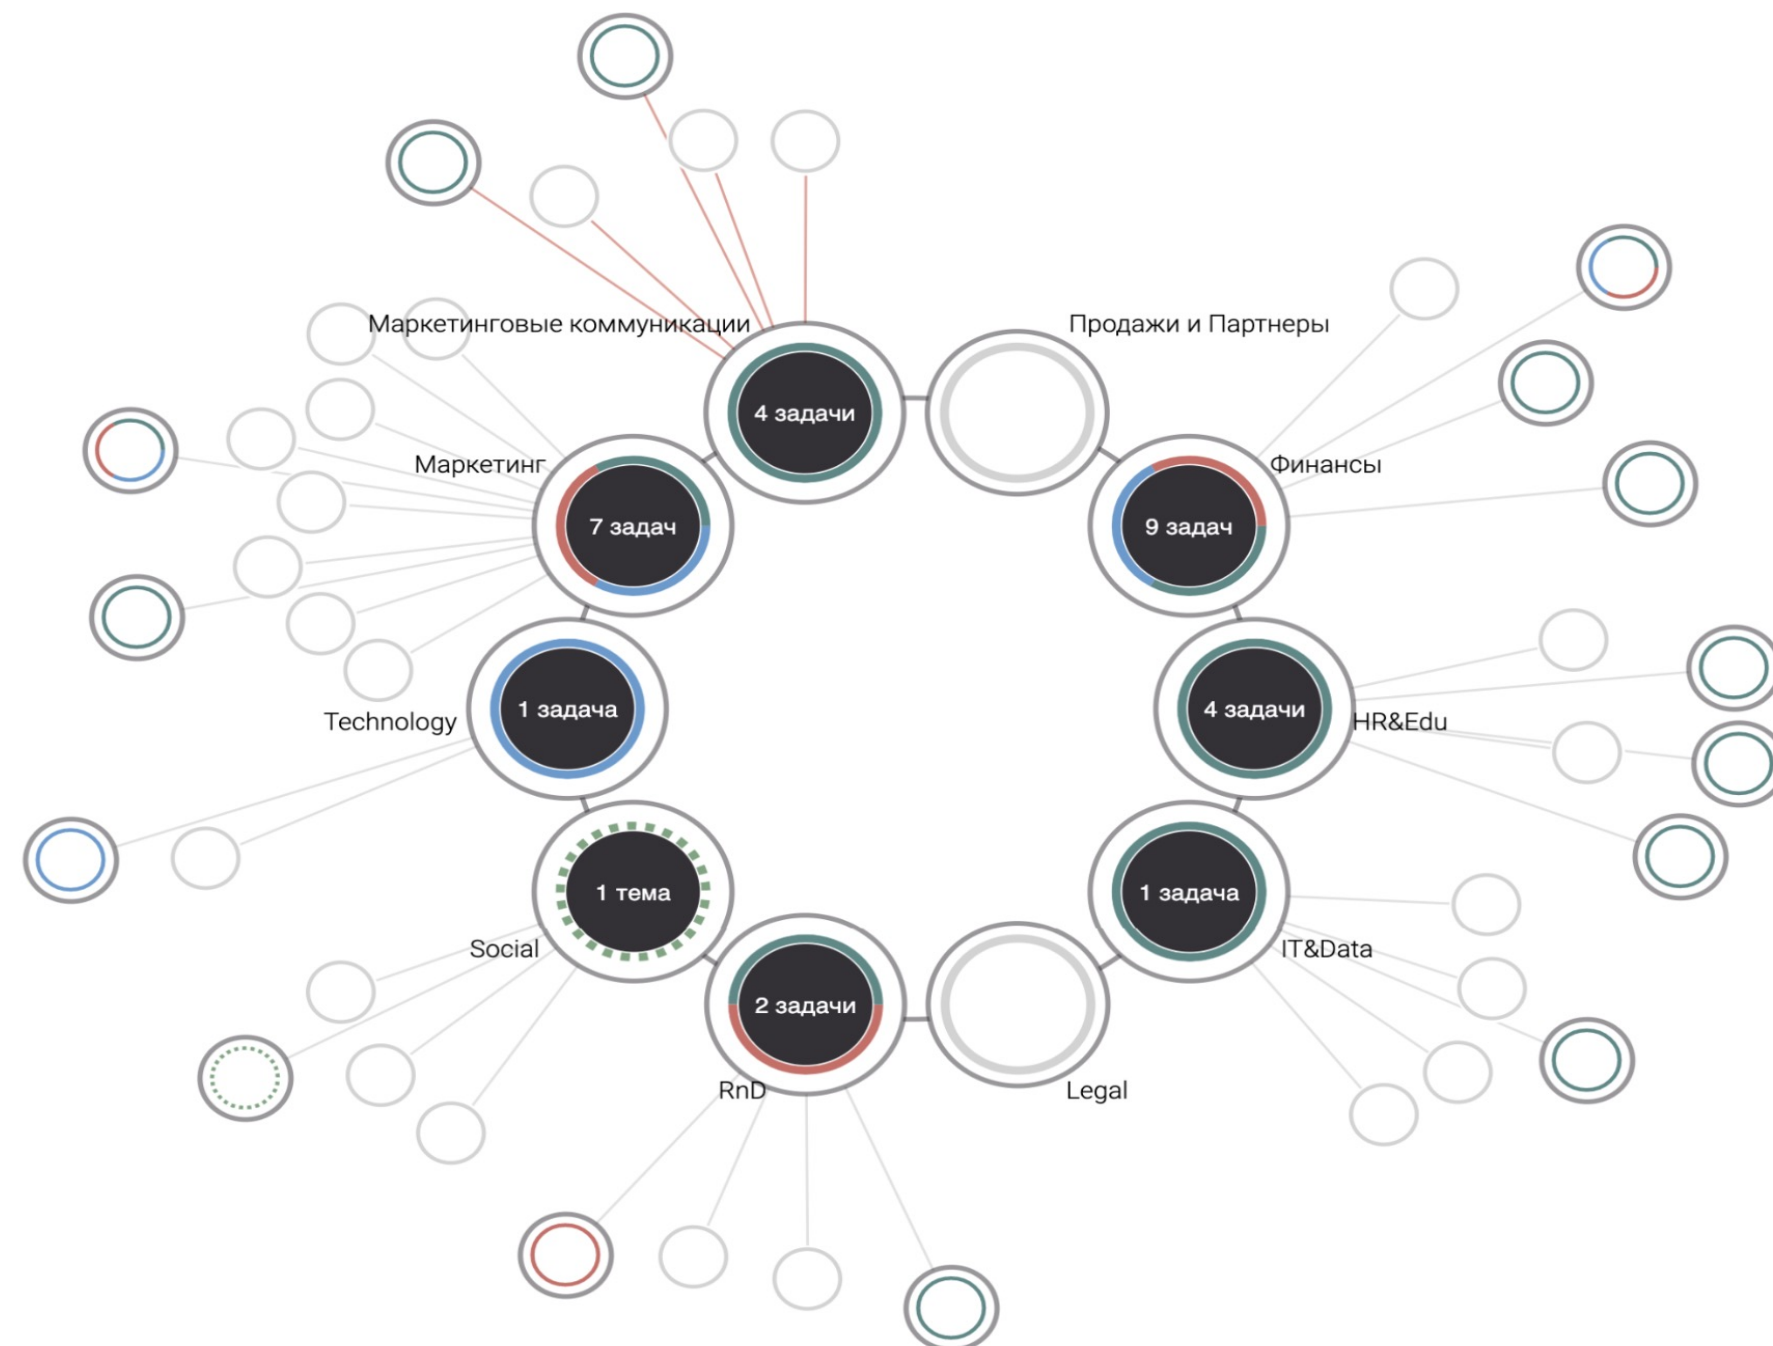 Маркетинговые коммуникации
Продажи и Партнеры
4 задачи
Маркетинг
Финансы
7 задач
9 задач
1 задача
4 задачи
Technology
HR&Edu
1 тема
1 задача
Social
IT&Data
2 задачи
RnD
Legal